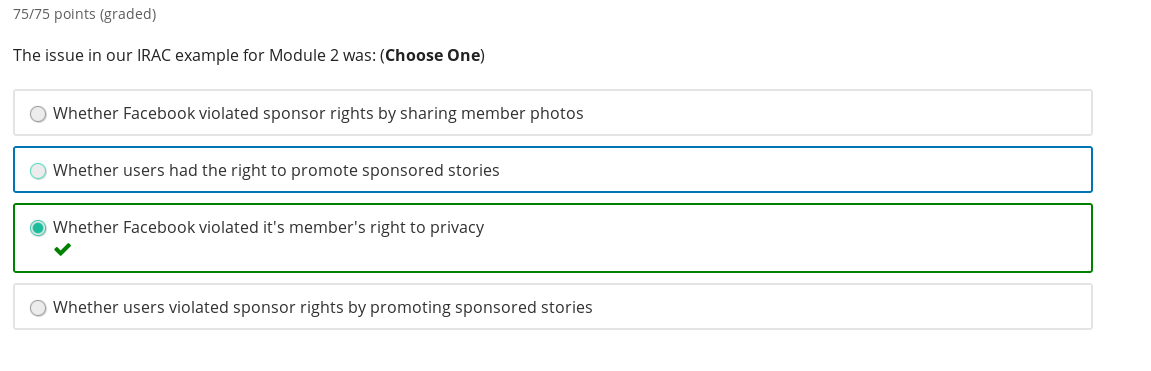 75/75 points (graded)
The issue in our IRAC example for Module 2 was: (Choose One)
Whether Facebook violated sponsor rights by sharing member photos
Whether users had the right to promote sponsored stories
Whether Facebook violated it's member's right to privacy
Whether users violated sponsor rights by promoting sponsored stories